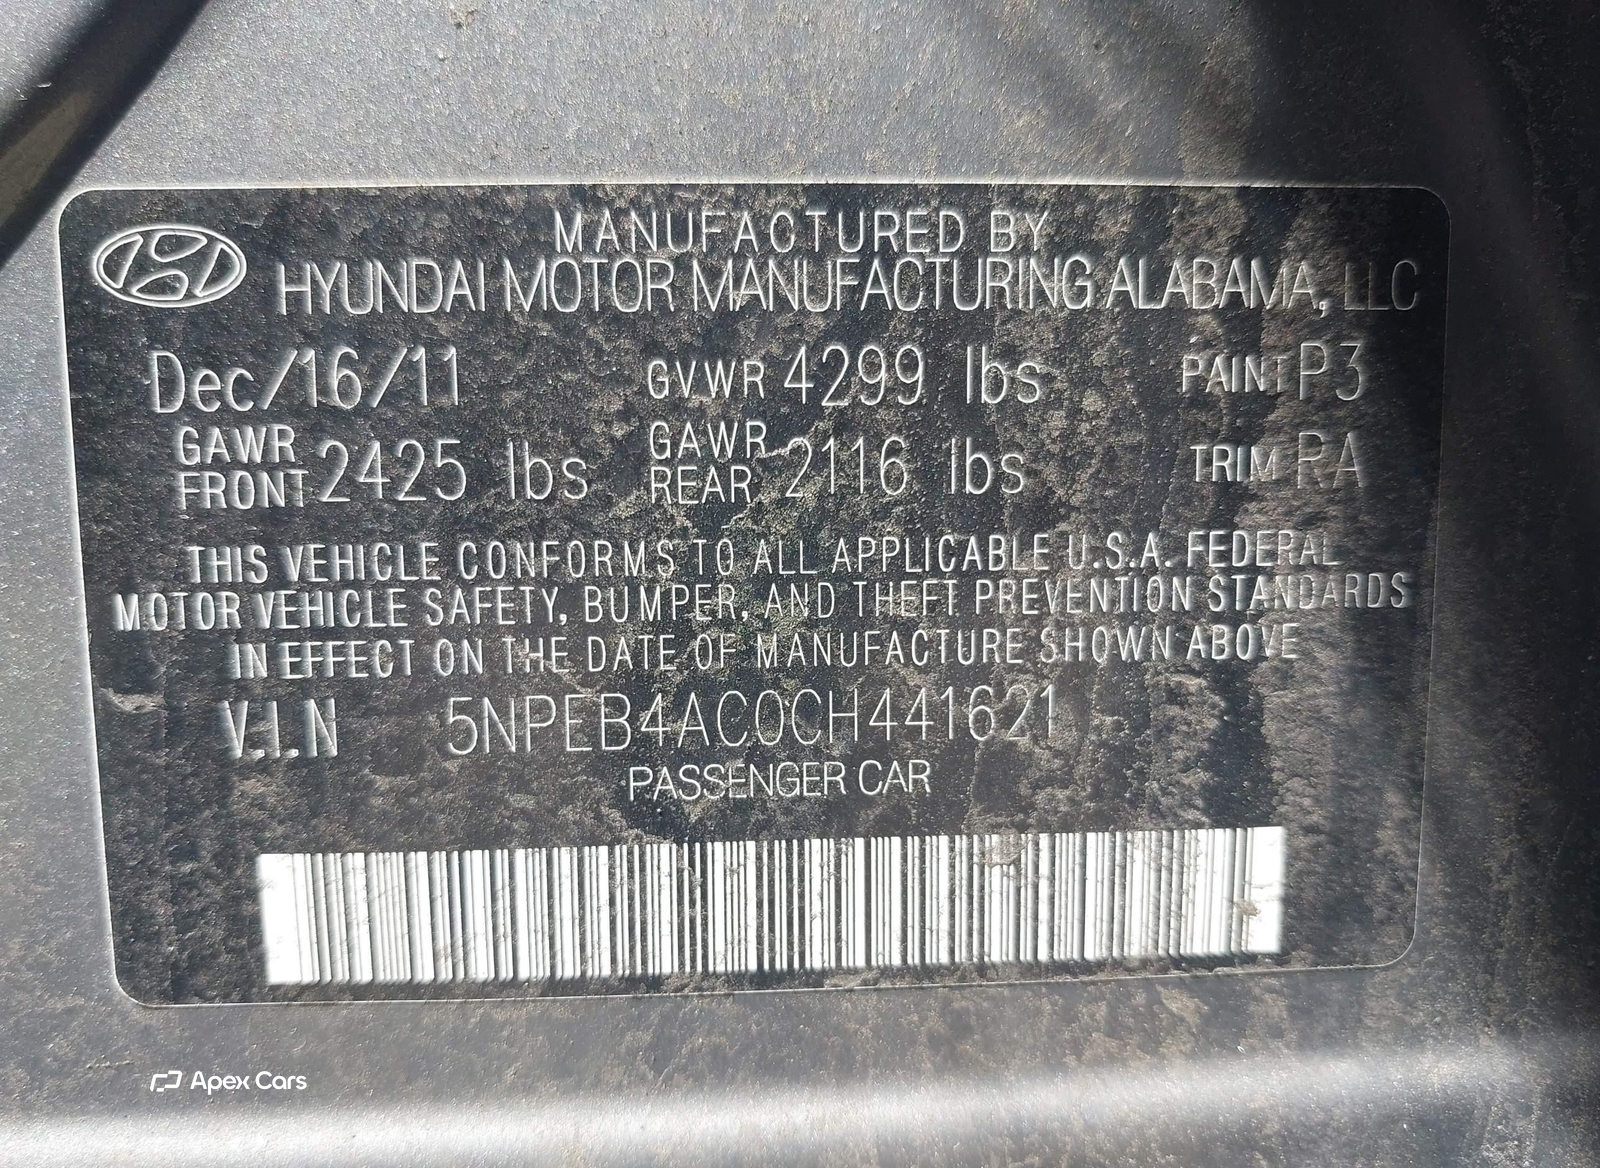 MANUFACTURED BY
HYUNDAI MOTOR MANUFACTURING ALABAMA, LLC
Dec/16/11 GVWR 4299 lbs PAINT P3
GAWR FRONT 2425 lbs GAWR REAR 2116 lbs TRIM RA
THIS VEHICLE CONFORMS TO ALL APPLICABLE U.S.A. FEDERAL
MOTOR VEHICLE SAFETY, BUMPER, AND THEFT PREVENTION STANDARDS
IN EFFECT ON THE DATE OF MANUFACTURE SHOWN ABOVE
V.I.N 5NPEB4AC0CH441621
PASSENGER CAR
Apex Cars